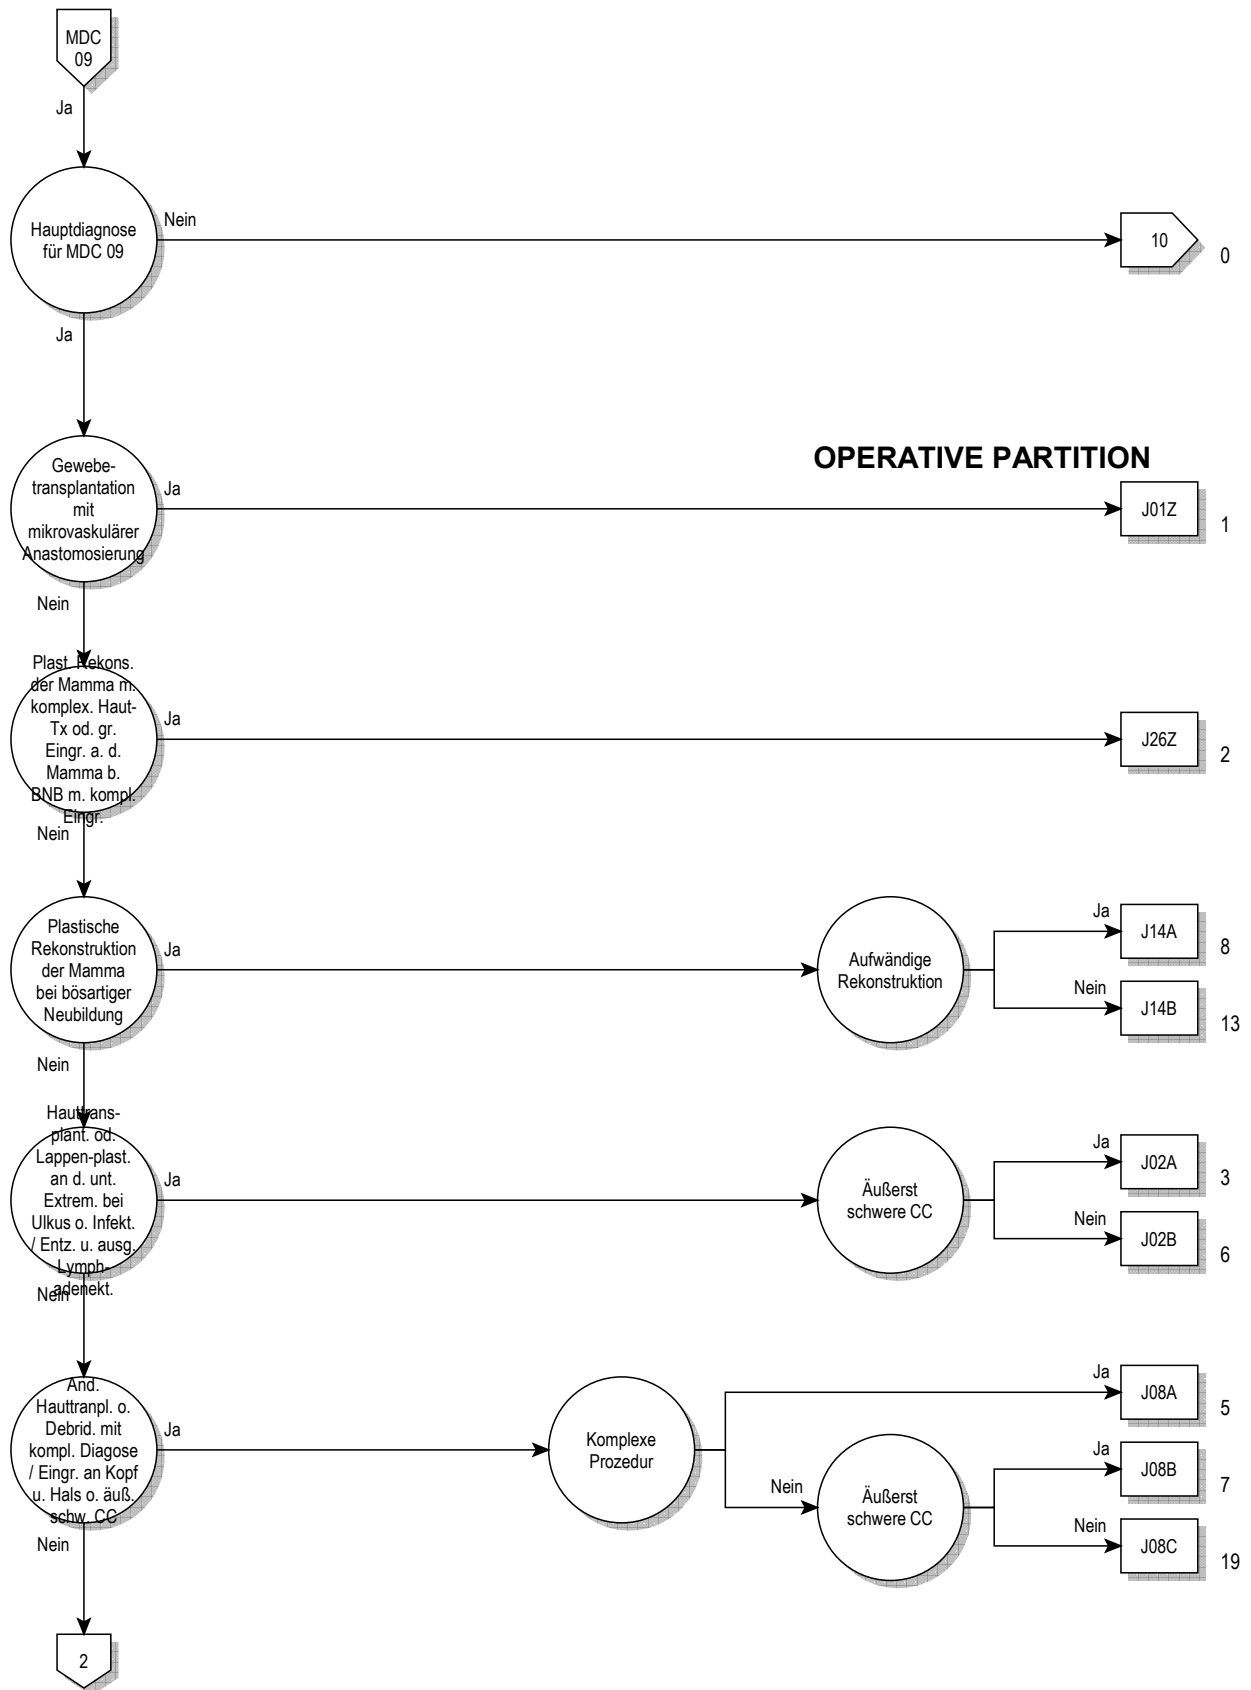 MDC
09
Ja
Hauptdiagnose
für MDC 09
Nein
10
0
Ja
OPERATIVE PARTITION
Gewebe-
transplantation
mit
mikrovaskulärer
Anastomosierung
Ja
J01Z
1
Nein
Plast. Rekons.
der Mamma m.
komplex. Haut-
Tx od. gr.
Eingr. a. d.
Mamma b.
BNB m. kompl.
Eingr.
Ja
J26Z
2
Nein
Plastische
Rekonstruktion
der Mamma
bei bösartiger
Neubildung
Ja
Aufwändige
Rekonstruktion
Ja
J14A
8
Nein
J14B
13
Nein
Hauttrans-
plant. od.
Lappen-plast.
an d. unt.
Extrem. bei
Ulkus o. Infekt.
/ Entz. u. ausg.
Lymph-
adenekt.
Ja
Äußerst
schwere CC
Ja
J02A
3
Nein
J02B
6
Nein
And.
Hauttranpl. o.
Debrid. mit
kompl. Diagose
/ Eingr. an Kopf
u. Hals o. äuß.
schw. CC
Ja
Komplexe
Prozedur
Ja
J08A
5
Nein
Äußerst
schwere CC
Ja
J08B
7
Nein
J08C
19
Nein
2